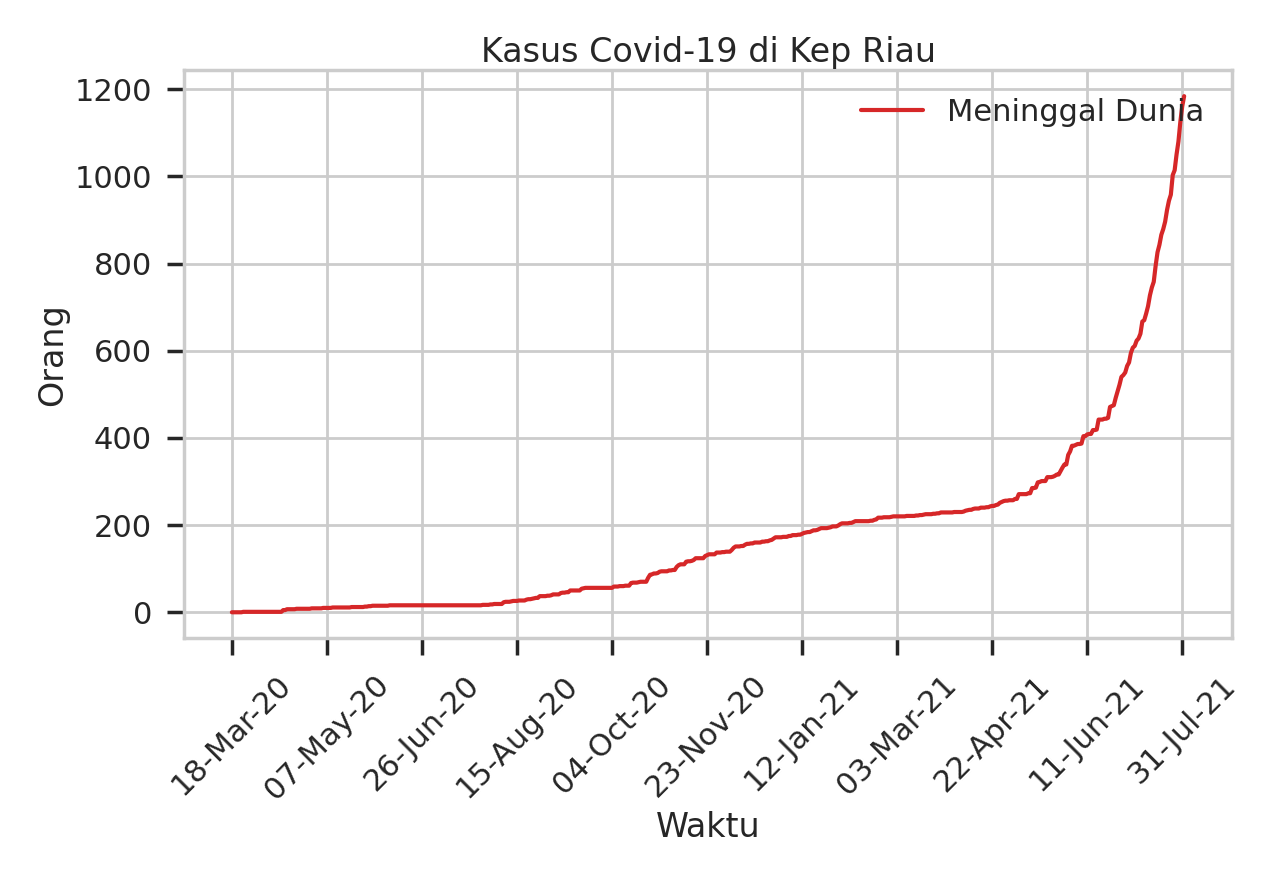 Kasus Covid-19 di Kep Riau
Meninggal Dunia
1200
1000
800
600
400
200
0
Orang
18-Mar-20
07-May-20
26-Jun-20
15-Aug-20
04-Oct-20
23-Nov-20
12-Jan-21
03-Mar-21
22-Apr-21
11-Jun-21
31-Jul-21
Waktu